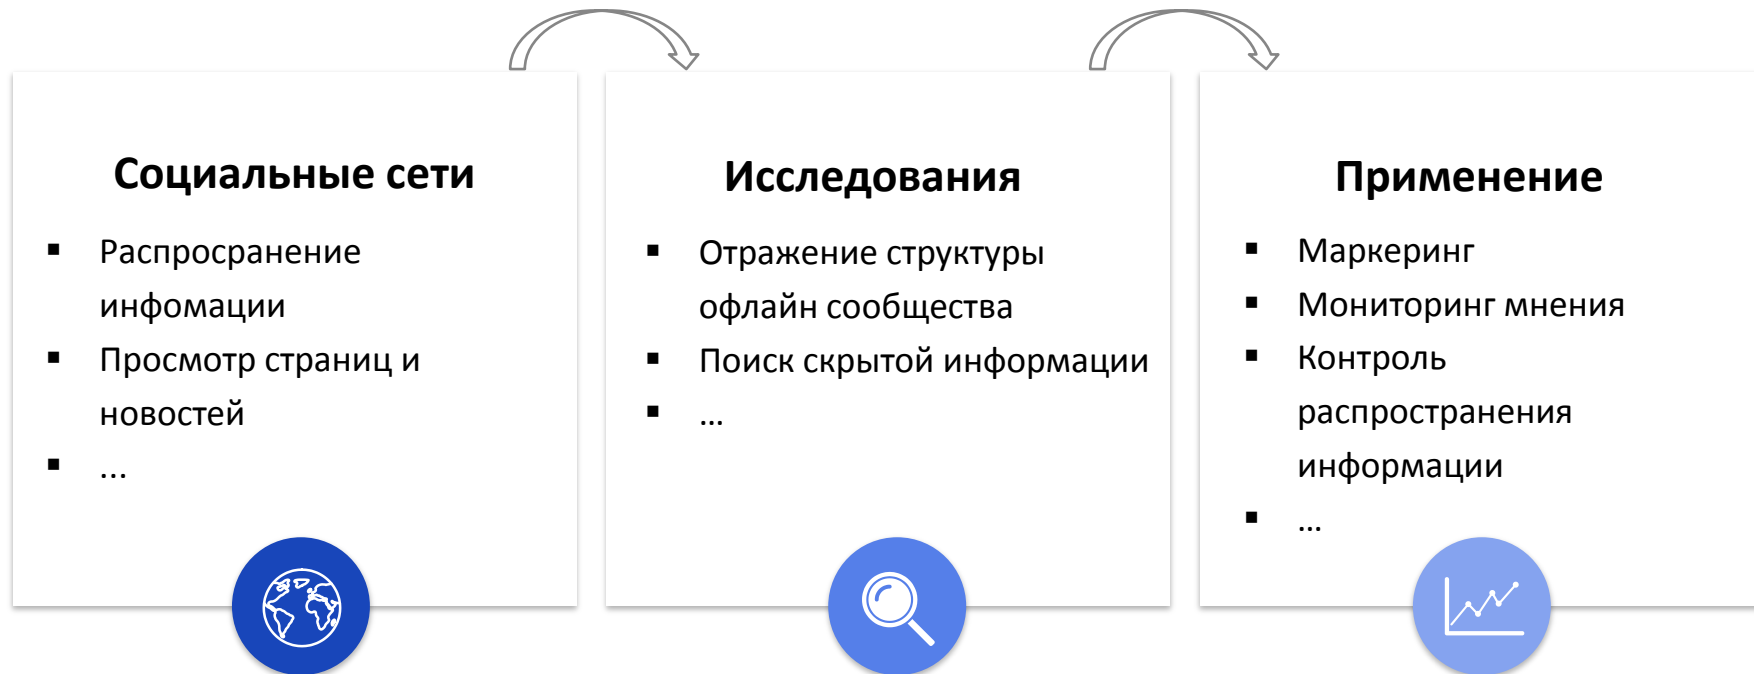 Социальные сети
▪ Распросранение
инфомации
▪ Просмотр страниц и
новостей
▪ ...
Исследования
▪ Отражение структуры
офлайн сообщества
▪ Поиск скрытой информации
▪ ...
Применение
▪ Маркеринг
▪ Мониторинг мнения
▪ Контроль
распространения
информации
▪ ...